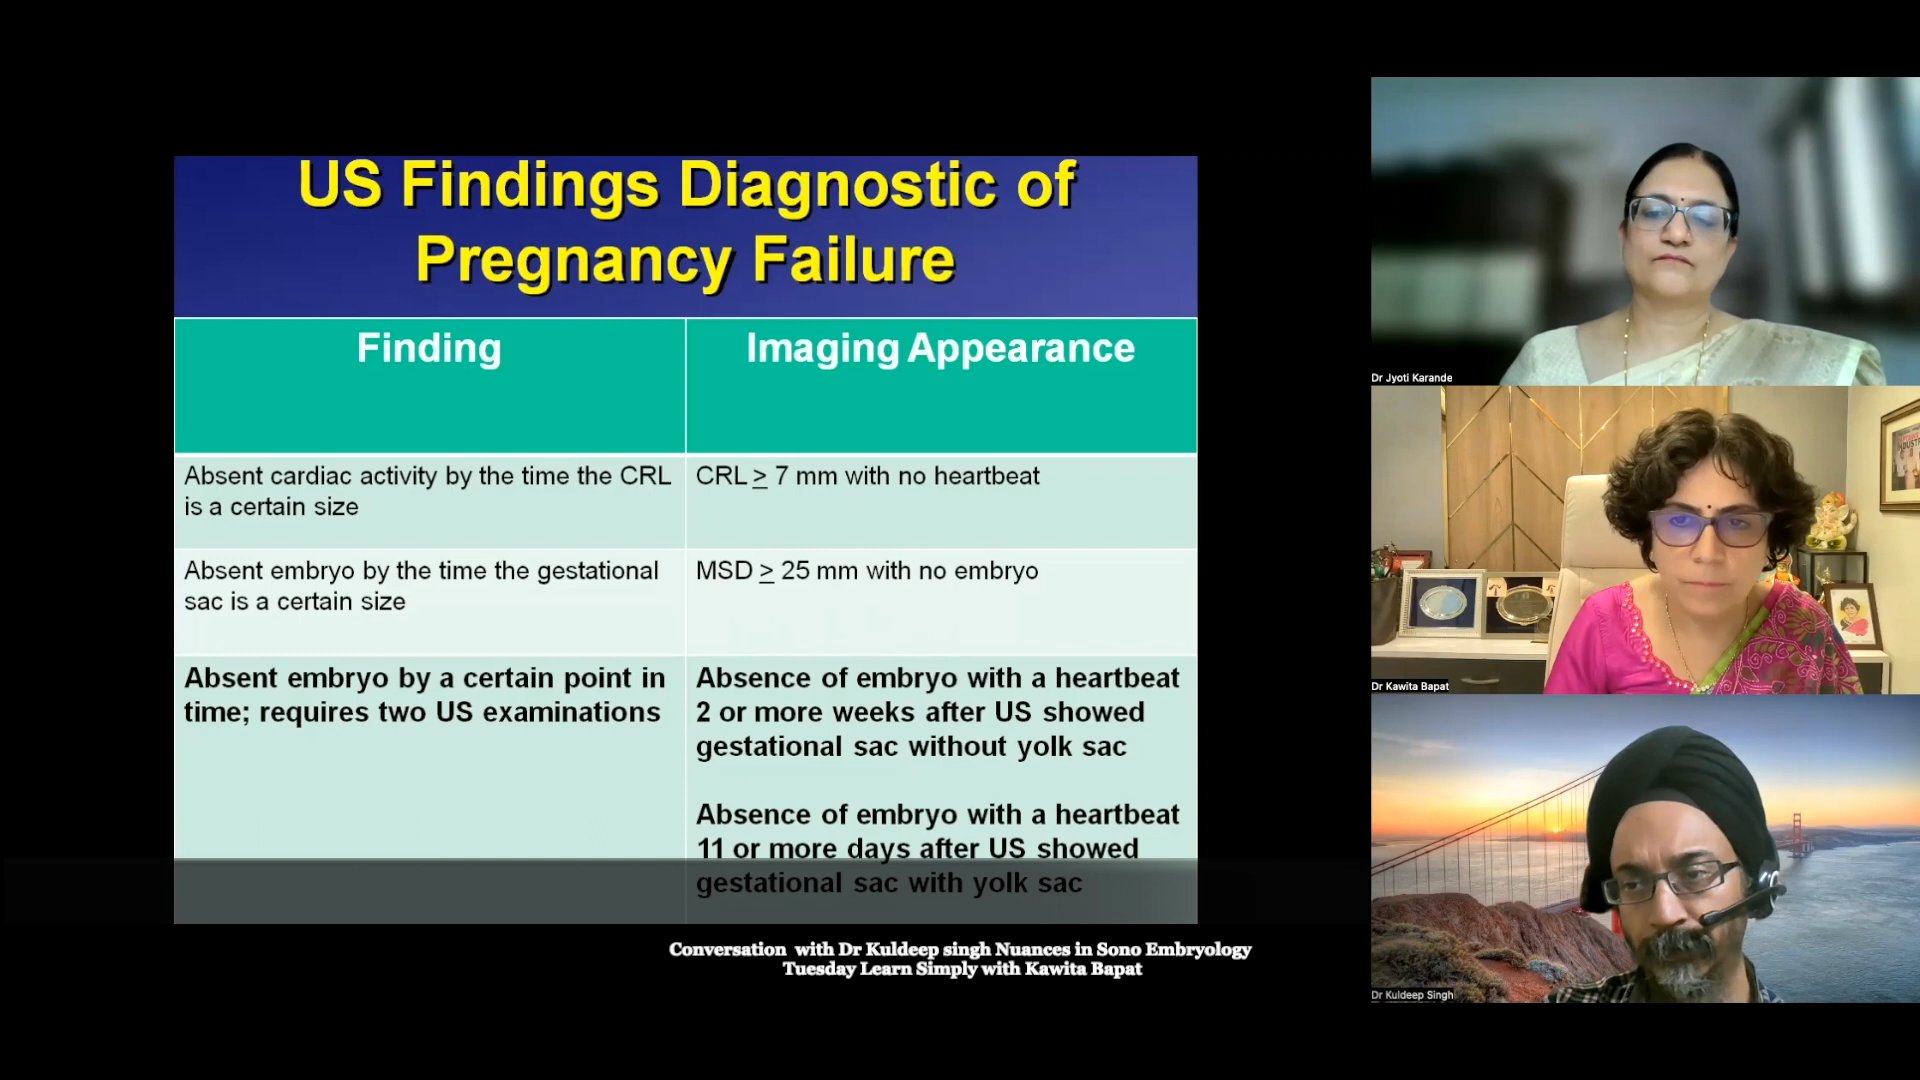 US Findings Diagnostic of
Pregnancy Failure
Finding
Imaging Appearance
Absent cardiac activity by the time the CRL
is a certain size
CRL ≥ 7 mm with no heartbeat
Absent embryo by the time the gestational
sac is a certain size
MSD ≥ 25 mm with no embryo
Absent embryo by a certain point in
time; requires two US examinations
Absence of embryo with a heartbeat
2 or more weeks after US showed
gestational sac without yolk sac
Absence of embryo with a heartbeat
11 or more days after US showed
gestational sac with yolk sac
Conversation with Dr Kuldeep singh Nuances in Sono Embryology
Tuesday Learn Simply with Kawita Bapat
Dr Jyoti Karande
Dr Kawita Bapat
Dr Kuldeep Singh